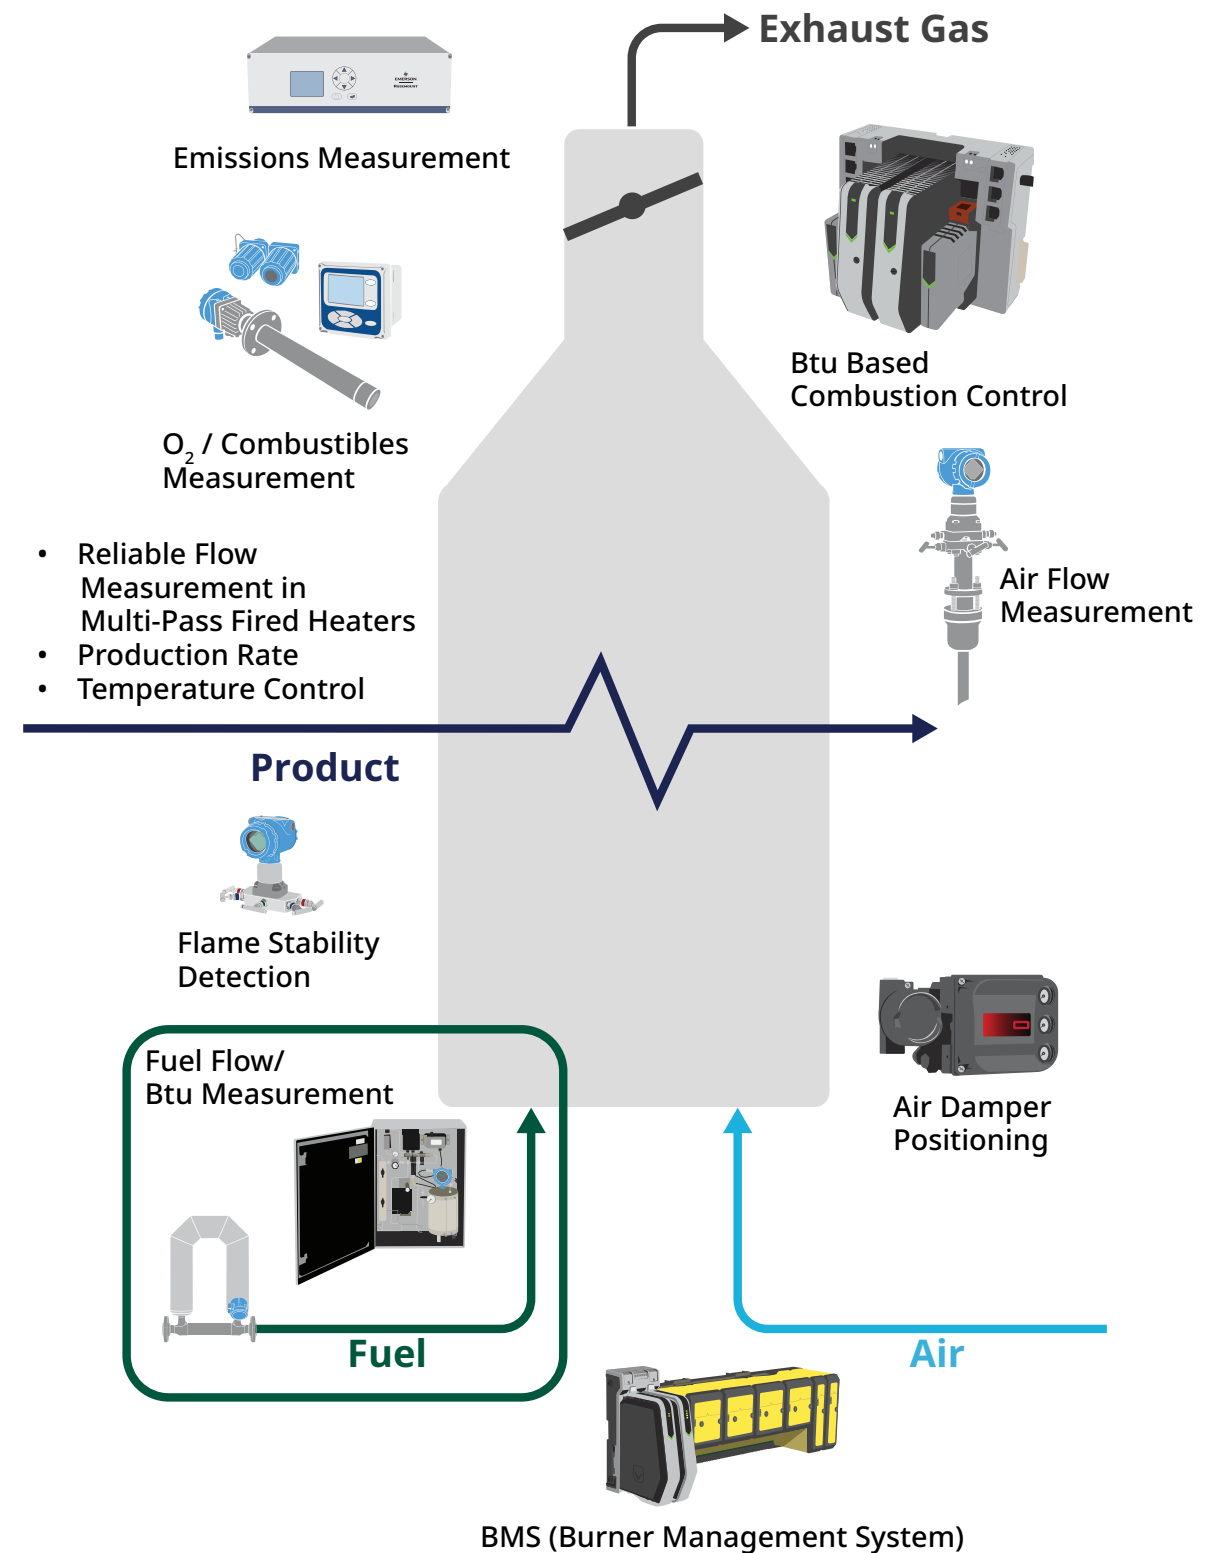 Exhaust Gas
EMERSON
ROSEMOUNT
Emissions Measurement
Btu Based
Combustion Control
O₂ / Combustibles
Measurement
• Reliable Flow
Measurement in
Multi-Pass Fired Heaters
• Production Rate
• Temperature Control
Air Flow
Measurement
Product
Flame Stability
Detection
Fuel Flow/
Btu Measurement
Air Damper
Positioning
Fuel
Air
BMS (Burner Management System)